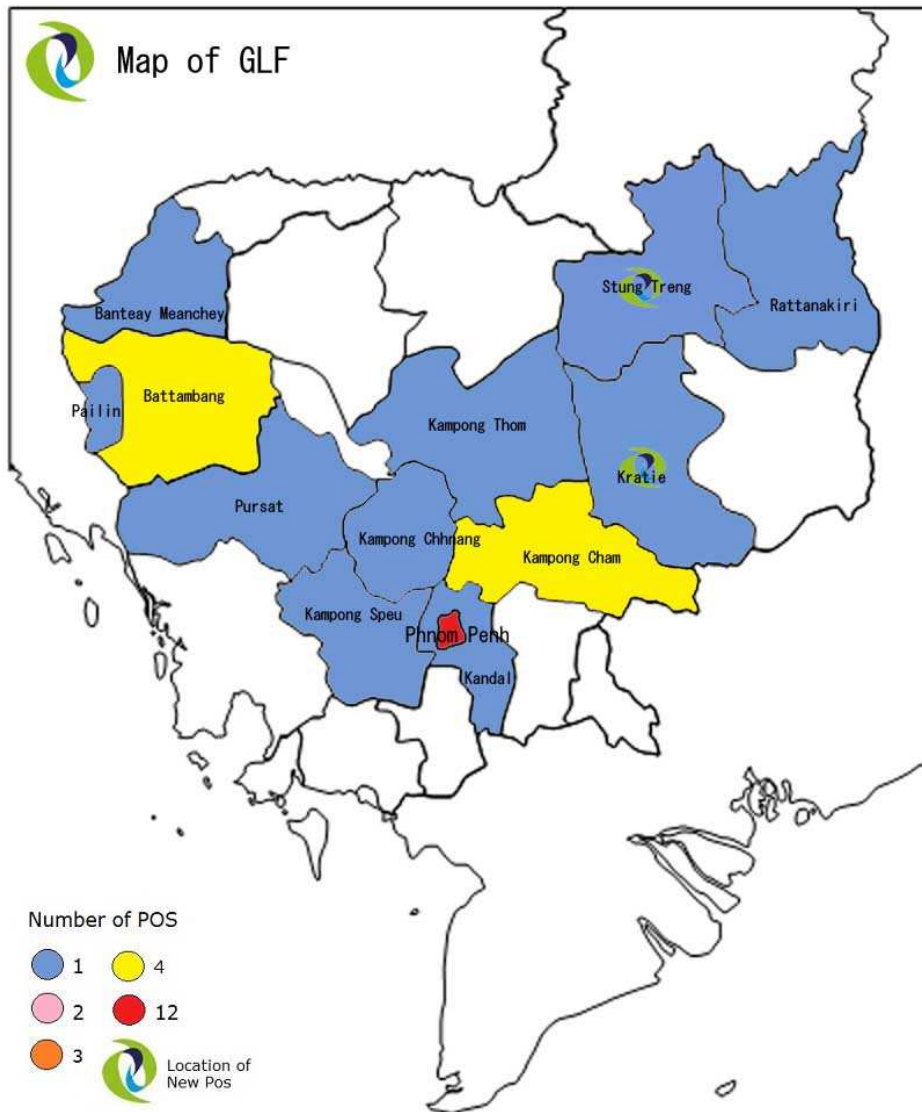 Map of GLF
Stung Treng
Rattanakiri
Banteay Meanchey
Battambang
Pailin
Kampong Thom
Kratie
Pursat
Kampong Chhnang
Kampong Cham
Kampong Speu
Phnom Penh
Kandal
Number of POS
1
4
2
12
3
Location of
New Pos